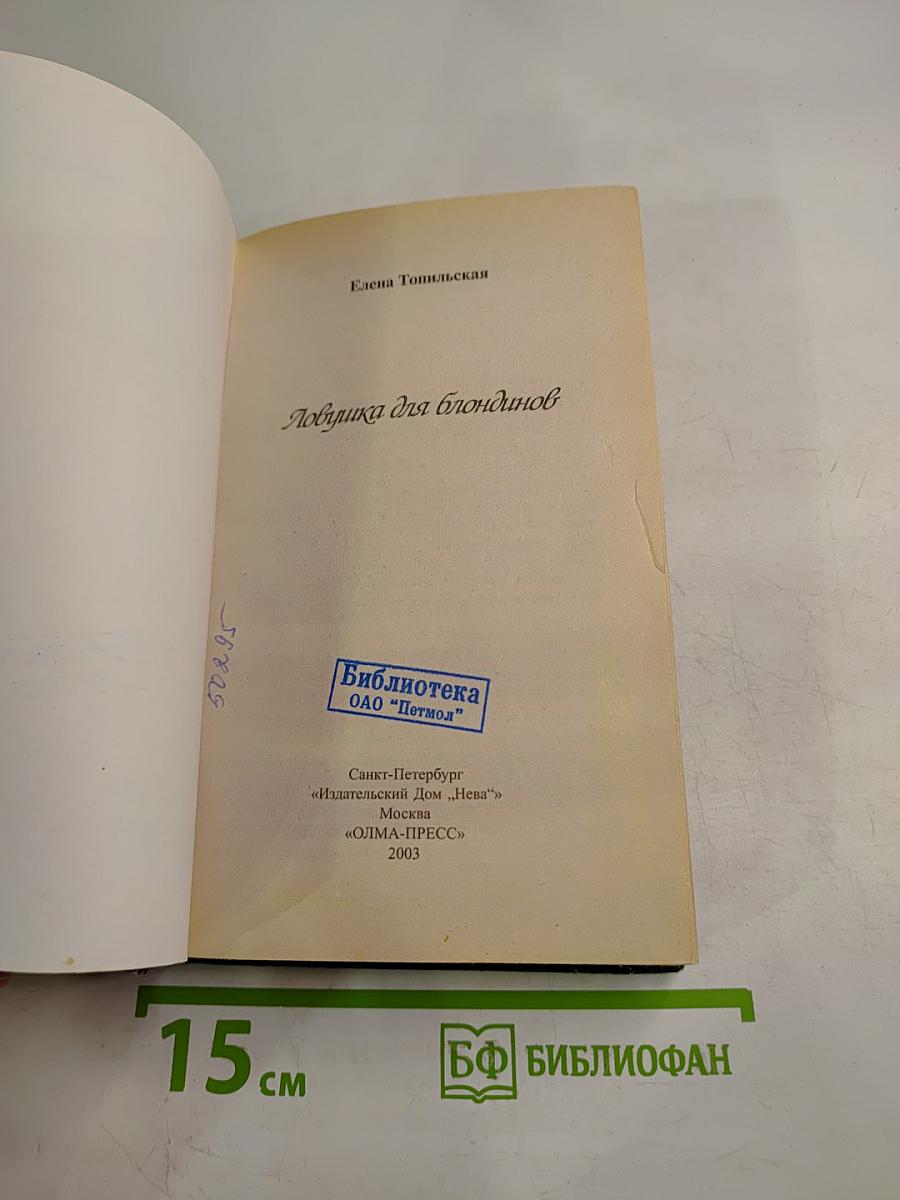 Елена Топильская
Ловушка для блондинов
502295
Библиотека
ОАО "Петмол"
Санкт-Петербург
«Издательский Дом „Нева“»
Москва
«ОЛМА-ПРЕСС»
2003
15 см
БФ БИБЛИОФАН